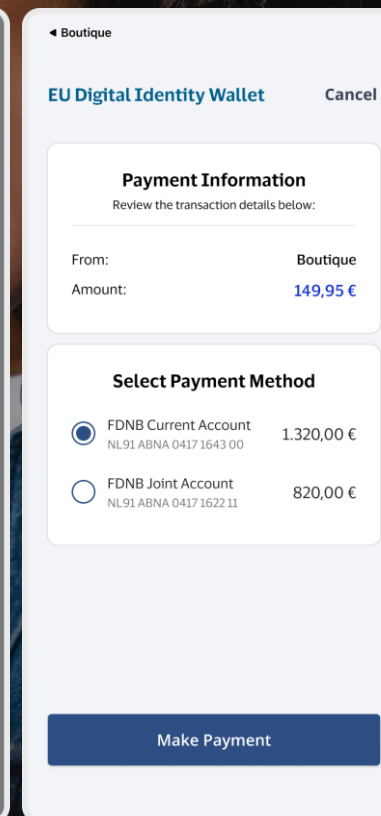 ◀ Boutique
EU Digital Identity Wallet
Cancel
Payment Information
Review the transaction details below:
From:
Boutique
Amount:
149,95 €
Select Payment Method
FDNB Current Account
1.320,00 €
NL91 ABNA 0417 1643 00
FDNB Joint Account
820,00 €
NL91 ABNA 0417 1622 11
Make Payment